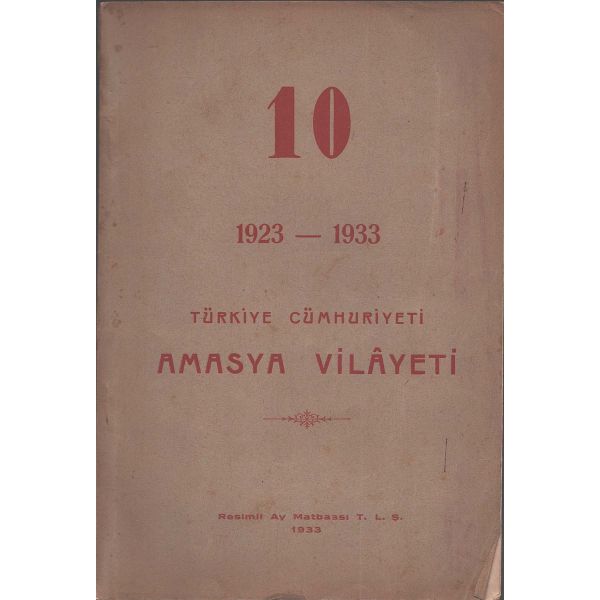 10
1923 — 1933
TÜRKİYE CÜMHURİYETİ
AMASYA VİLÂYETİ
Resimli Ay Matbaası T. L. Ş.
1933